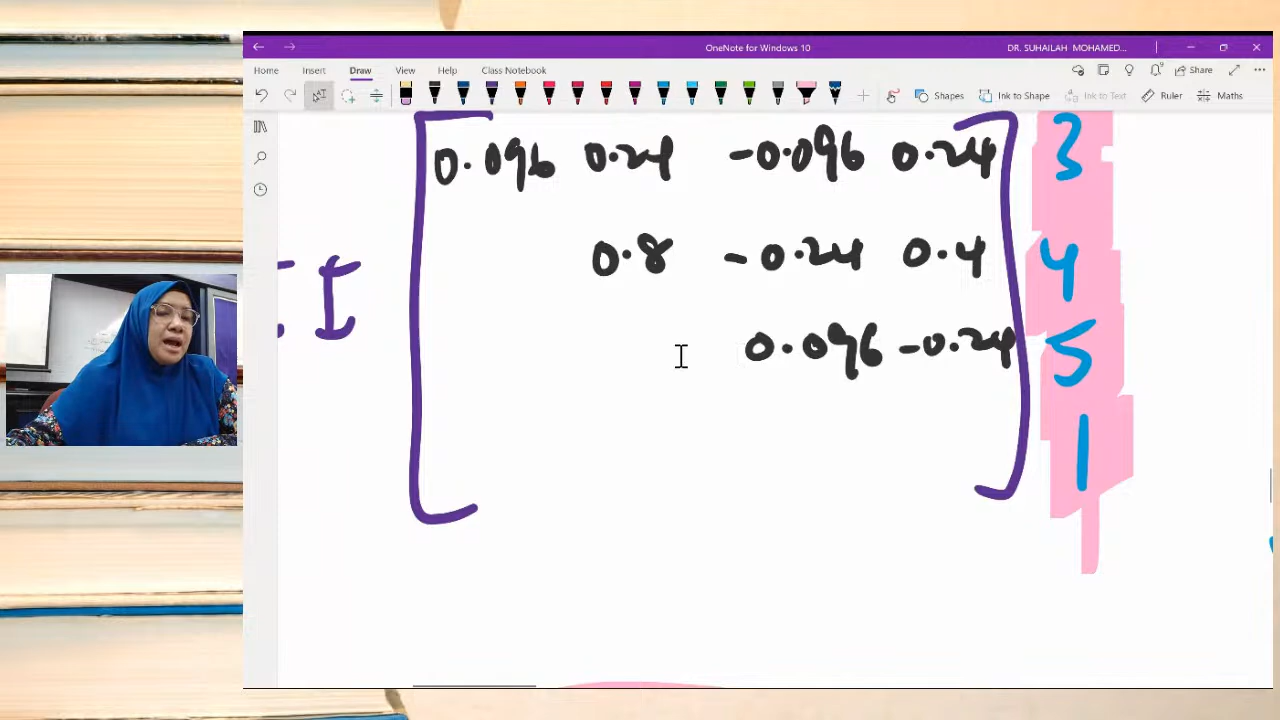 OneNote for Windows 10
DR. SUHAILAH MOHAMED...
Home Insert Draw View Help Class Notebook Share
Shapes Ink to Shape Ink to Text Ruler Maths
0.096 0.24 -0.096 0.24 3
0.8 -0.24 0.4 4
I
0.096 -0.24 5
1